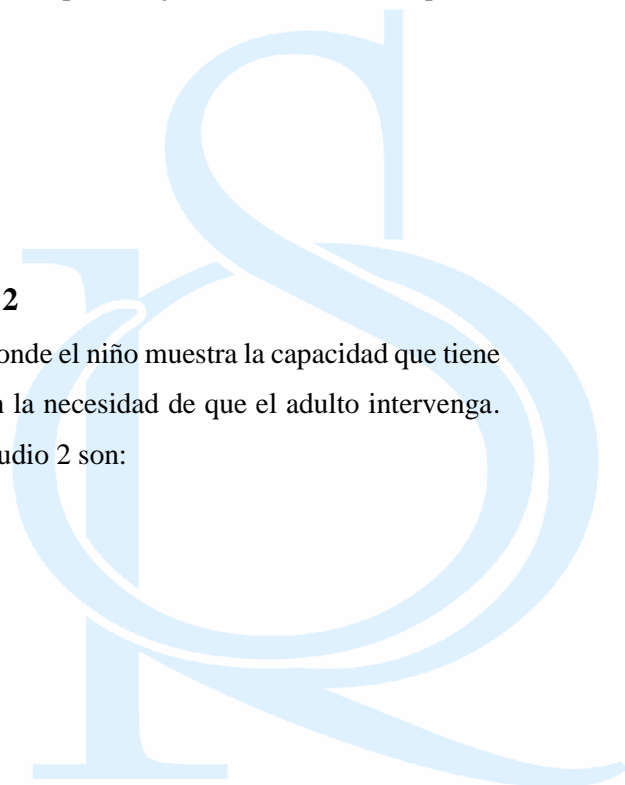 2
onde el niño muestra la capacidad que tiene
la necesidad de que el adulto intervenga.
udio 2 son: